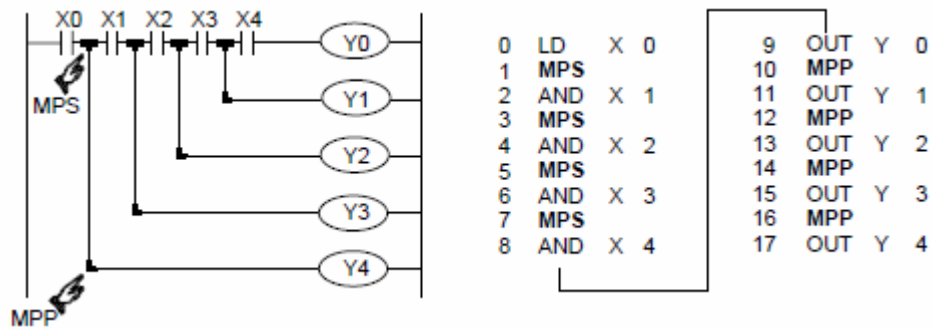 X0 X1 X2 X3 X4
Y0
MPS
Y1
Y2
Y3
Y4
MPP
0 LD X 0
1 MPS
2 AND X 1
3 MPS
4 AND X 2
5 MPS
6 AND X 3
7 MPS
8 AND X 4
9 OUT Y 0
10 MPP
11 OUT Y 1
12 MPP
13 OUT Y 2
14 MPP
15 OUT Y 3
16 MPP
17 OUT Y 4